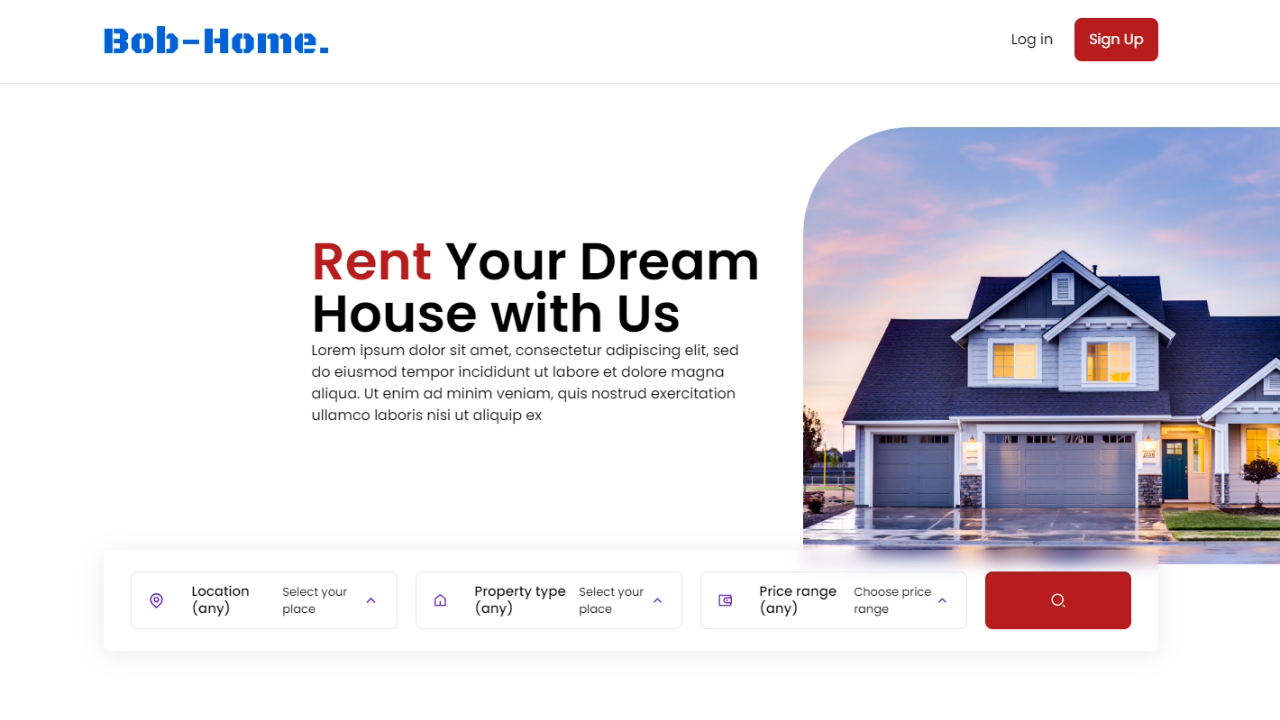 Bob-Home.
Log in
Sign Up
Rent Your Dream
House with Us
Lorem ipsum dolor sit amet, consectetur adipiscing elit, sed
do eiusmod tempor incididunt ut labore et dolore magna
aliqua. Ut enim ad minim veniam, quis nostrud exercitation
ullamco laboris nisi ut aliquip ex
Location
(any)
Select your
place
Property type
(any)
Select your
place
Price range
(any)
Choose price
range